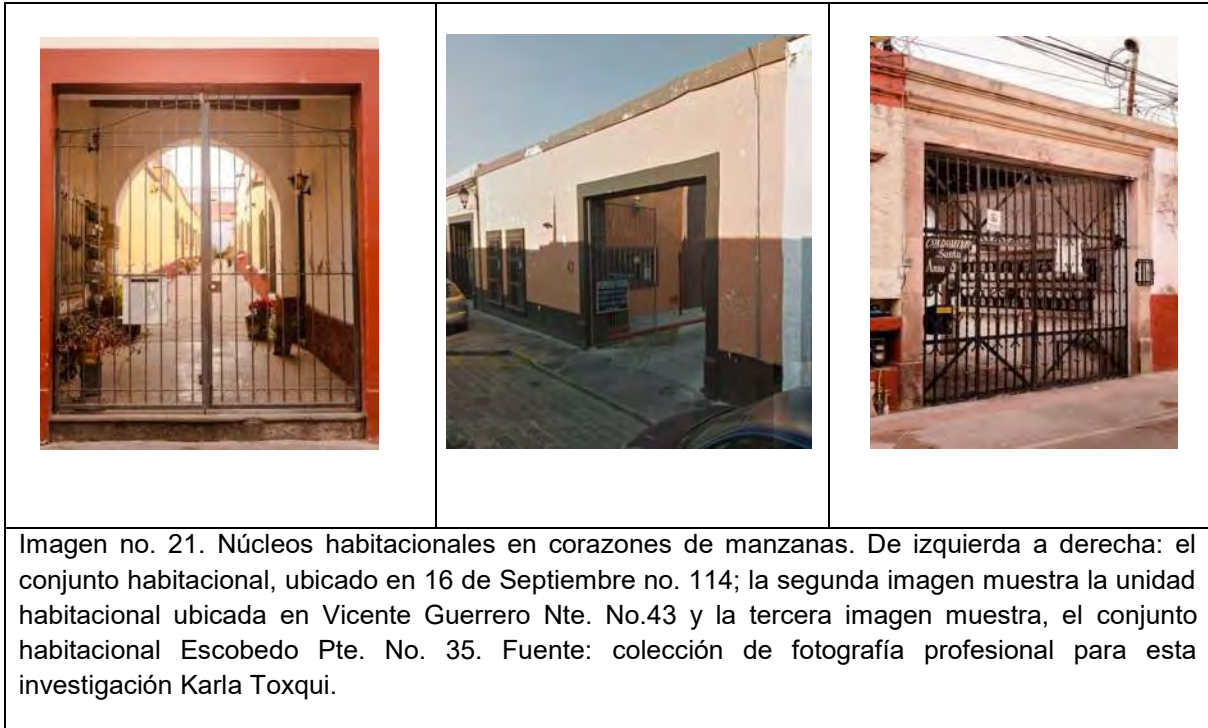 CONDOMINIO
Santa
Anna
Imagen no. 21. Núcleos habitacionales en corazones de manzanas. De izquierda a derecha: el
conjunto habitacional, ubicado en 16 de Septiembre no. 114; la segunda imagen muestra la unidad
habitacional ubicada en Vicente Guerrero Nte. No.43 y la tercera imagen muestra, el conjunto
habitacional Escobedo Pte. No. 35. Fuente: colección de fotografía profesional para esta
investigación Karla Toxqui.